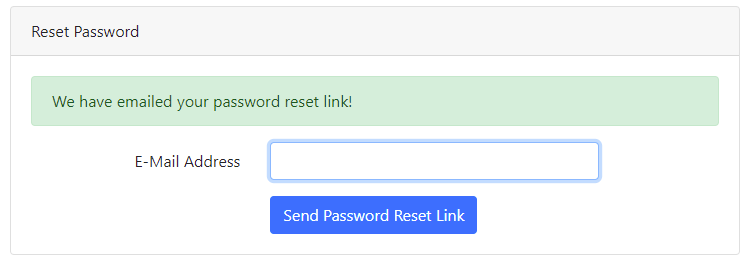 Reset Password
We have emailed your password reset link!
E-Mail Address
Send Password Reset Link